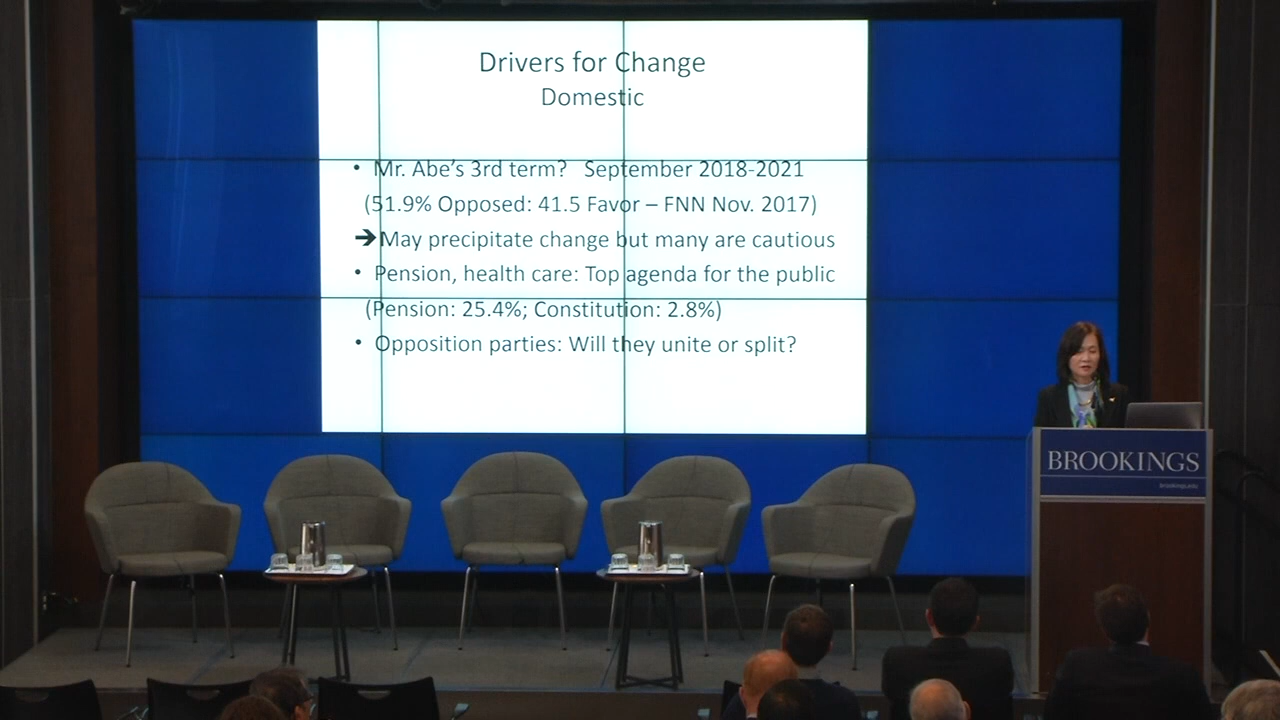 Drivers for Change
Domestic
• Mr. Abe’s 3rd term? September 2018-2021
(51.9% Opposed: 41.5 Favor – FNN Nov. 2017)
➔May precipitate change but many are cautious
• Pension, health care: Top agenda for the public
(Pension: 25.4%; Constitution: 2.8%)
• Opposition parties: Will they unite or split?
BROOKINGS
brookings.edu